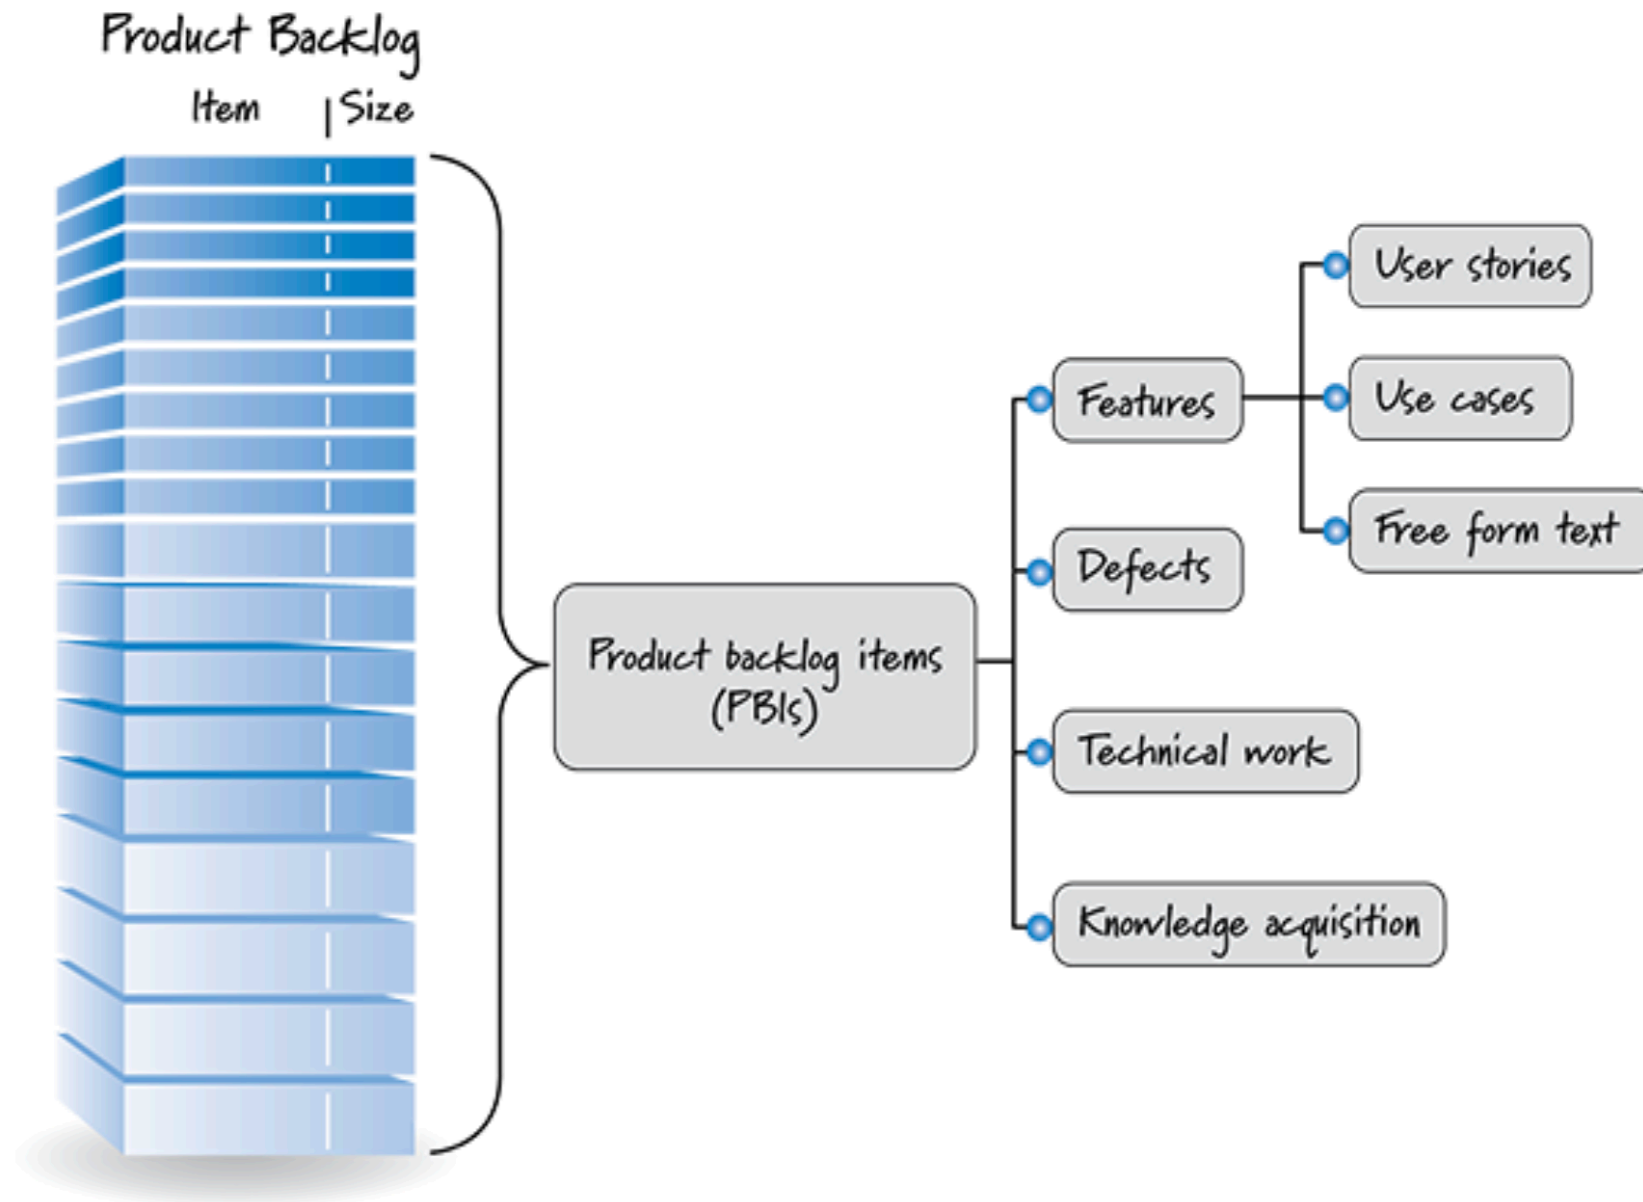 Product Backlog
Item | Size
Product backlog items
(PBIs)
Features
Defects
Technical work
Knowledge acquisition
User stories
Use cases
Free form text